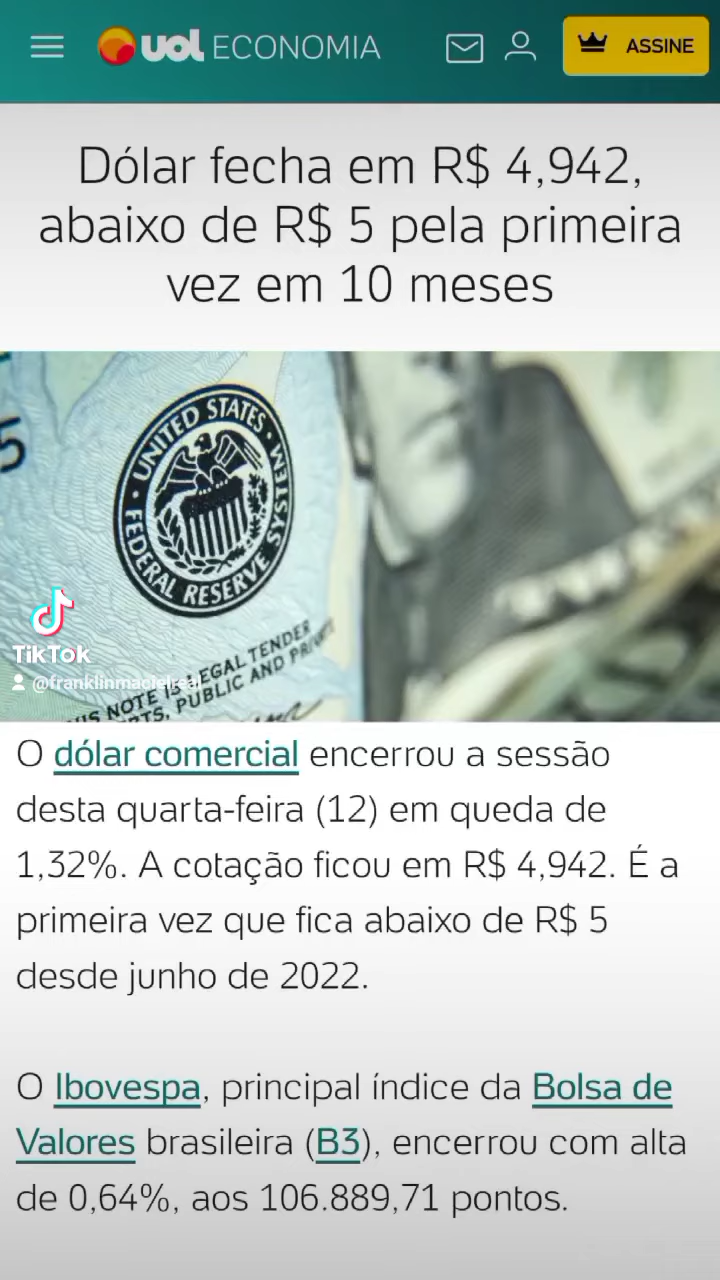 uol ECONOMIA
ASSINE
Dólar fecha em R$ 4,942,
abaixo de R$ 5 pela primeira
vez em 10 meses
5
UNITED STATES
FEDERAL RESERVE SYSTEM
TikTok
@franklinmacielreal
NOTE IS LEGAL TENDER
PUBLIC AND
O dólar comercial encerrou a sessão
desta quarta-feira (12) em queda de
1,32%. A cotação ficou em R$ 4,942. É a
primeira vez que fica abaixo de R$ 5
desde junho de 2022.
O Ibovespa, principal índice da Bolsa de
Valores brasileira (B3), encerrou com alta
de 0,64%, aos 106.889,71 pontos.